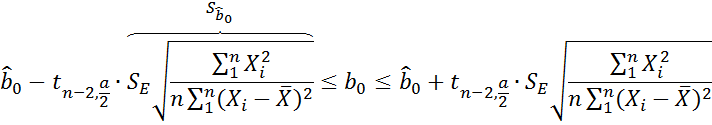 S_{\hat{b}_0}
\hat{b}_0 - t_{n-2,\frac{a}{2}} \cdot S_E \sqrt{\frac{\sum_1^n X_i^2}{n \sum_1^n (X_i - \bar{X})^2}} \leq b_0 \leq \hat{b}_0 + t_{n-2,\frac{a}{2}} \cdot S_E \sqrt{\frac{\sum_1^n X_i^2}{n \sum_1^n (X_i - \bar{X})^2}}